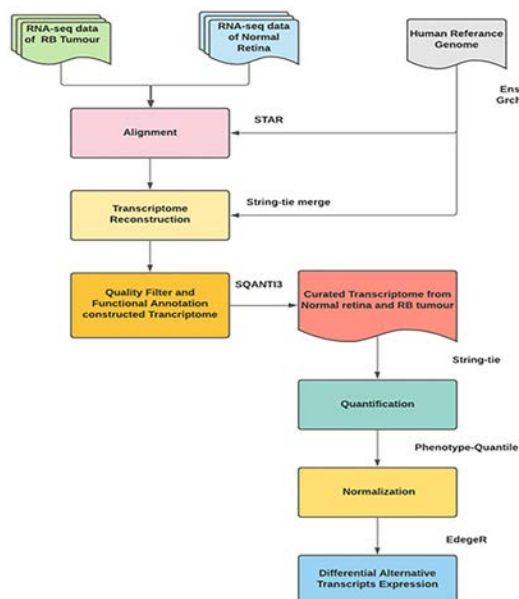 RNA-seq data
of RB Tumour
RNA-seq data
of Normal
Retina
Human Referance
Genome
Ens
Grch
STAR
Alignment
Transcriptome
Reconstruction
String-tie merge
Quality Filter and
Functional Annotation
constructed Trancriptome
SQANTI3
Curated Transcriptome from
Normal retina and RB tumour
String-tie
Quantification
Phenotype-Quantile
Normalization
EdegeR
Differential Alternative
Transcripts Expression